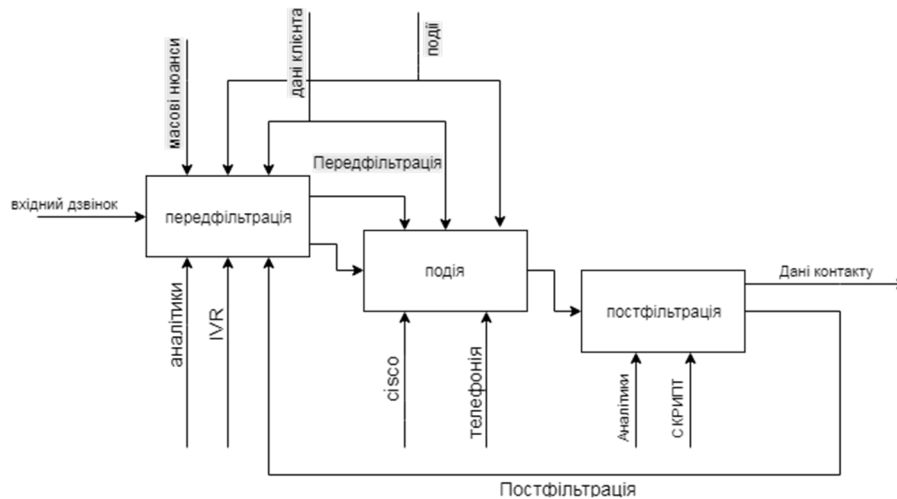 масові нюанси
дані клієнта
події
Передфільтрація
вхідний дзвінок
передфільтрація
подія
Дані контакту
постфільтрація
аналітики
IVR
cisco
телефонія
Аналітики
СКРИПТ
Постфільтрація